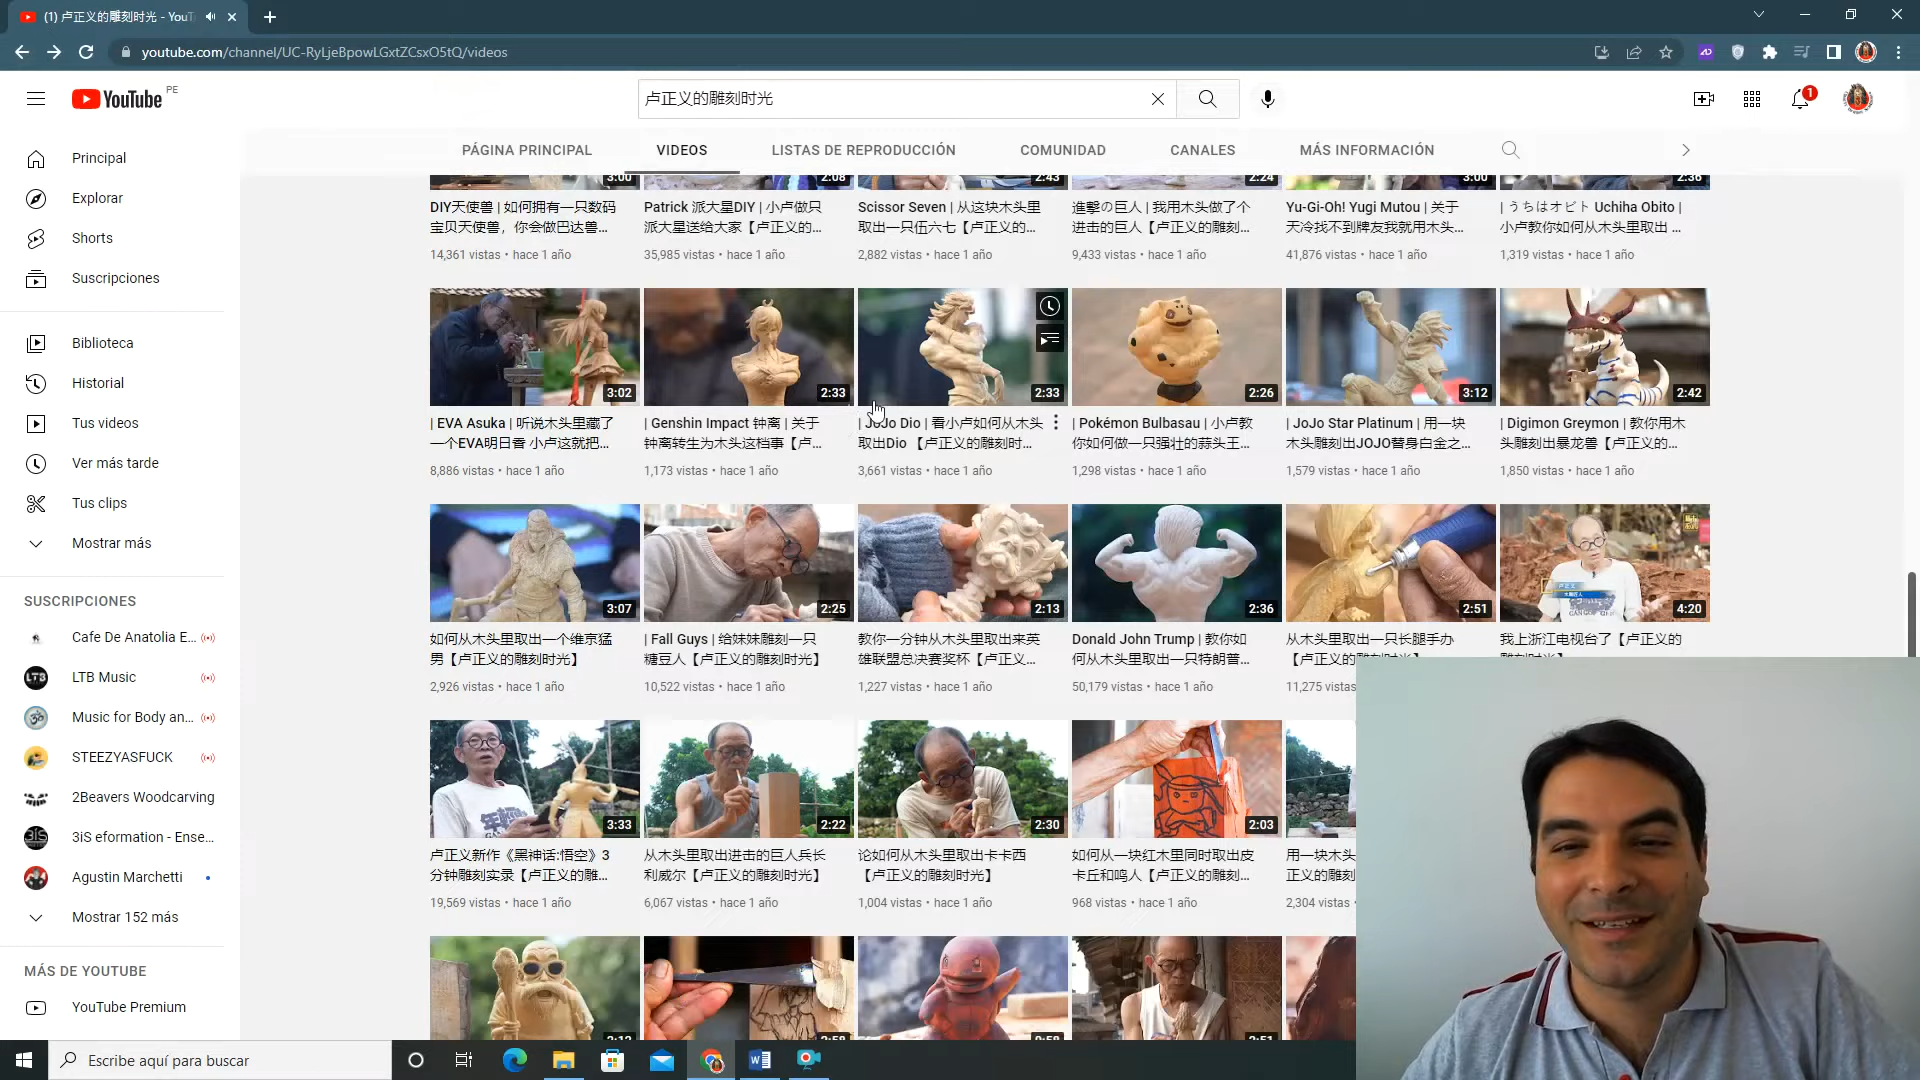 (1) 卢正义的雕刻时光 - YouT
youtube.com/channel/UC-RyLjeBpowLGxtZCsxO5tQ/videos
YouTube PE
卢正义的雕刻时光
1
PÁGINA PRINCIPAL
VIDEOS
LISTAS DE REPRODUCCIÓN
COMUNIDAD
CANALES
MÁS INFORMACIÓN
Principal
Explorar
Shorts
Suscripciones
Biblioteca
Historial
Tus videos
Ver más tarde
Tus clips
Mostrar más
SUSCRIPCIONES
Cafe De Anatolia E...
LTB Music
Music for Body an...
STEEZYASFUCK
2Beavers Woodcarving
3iS eformation - Ense...
Agustin Marchetti
Mostrar 152 más
MÁS DE YOUTUBE
YouTube Premium
3:00
2:08
2:43
2:24
3:00
2:36
DIY天使兽 | 如何拥有一只数码
宝贝天使兽，你会做巴达兽...
14,361 vistas • hace 1 año
Patrick 派大星DIY | 小卢做只
派大星送给大家【卢正义的...
35,985 vistas • hace 1 año
Scissor Seven | 从这块木头里
取出一只伍六七【卢正义的...
2,882 vistas • hace 1 año
進撃の巨人 | 我用木头做了个
进击的巨人【卢正义的雕刻...
9,433 vistas • hace 1 año
Yu-Gi-Oh! Yugi Mutou | 关于
天冷找不到牌友我就用木头...
41,876 vistas • hace 1 año
| うちはオビト Uchiha Obito |
小卢教你如何从木头里取出 ...
1,319 vistas • hace 1 año
3:02
2:33
2:33
2:26
3:12
2:42
| EVA Asuka | 听说木头里藏了
一个EVA明日香 小卢这就把...
8,886 vistas • hace 1 año
| Genshin Impact 钟离 | 关于
钟离转生为木头这档事【卢...
1,173 vistas • hace 1 año
| JoJo Dio | 看小卢如何从木头
取出Dio 【卢正义的雕刻时...
3,661 vistas • hace 1 año
| Pokémon Bulbasau | 小卢教
你如何做一只强壮的蒜头王...
1,298 vistas • hace 1 año
| JoJo Star Platinum | 用一块
木头雕刻出JOJO替身白金之...
1,579 vistas • hace 1 año
| Digimon Greymon | 教你用木
头雕刻出暴龙兽【卢正义的...
1,850 vistas • hace 1 año
3:07
2:25
2:13
2:36
2:51
4:20
如何从木头里取出一个维京猛
男【卢正义的雕刻时光】
2,926 vistas • hace 1 año
| Fall Guys | 给妹妹雕刻一只
糖豆人【卢正义的雕刻时光】
10,522 vistas • hace 1 año
教你一分钟从木头里取出来英
雄联盟总决赛奖杯【卢正义...
1,227 vistas • hace 1 año
Donald John Trump | 教你如
何从木头里取出一只特朗普...
50,179 vistas • hace 1 año
从木头里取出一只长腿手办
【卢正义的雕刻时光】
11,275 vistas
我上浙江电视台了【卢正义的
3:33
2:22
2:30
2:03
卢正义新作《黑神话:悟空》3
分钟雕刻实录【卢正义的雕...
19,569 vistas • hace 1 año
从木头里取出进击的巨人兵长
利威尔【卢正义的雕刻时光】
6,067 vistas • hace 1 año
论如何从木头里取出卡卡西
【卢正义的雕刻时光】
1,004 vistas • hace 1 año
如何从一块红木里同时取出皮
卡丘和鸣人【卢正义的雕刻...
968 vistas • hace 1 año
用一块木头
正义的雕刻
2,304 vistas
Escribe aquí para buscar